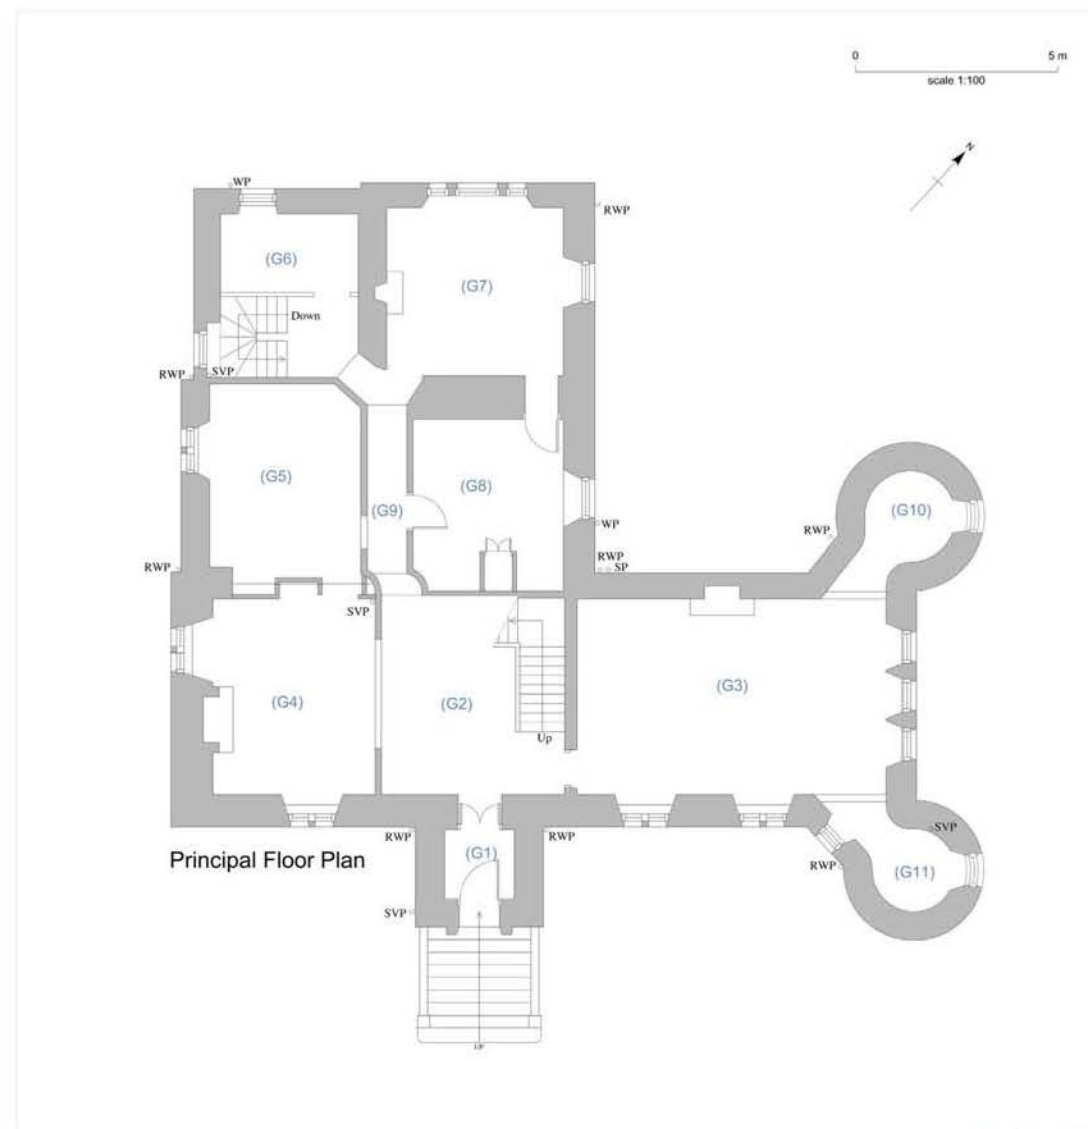 0 5 m
scale 1:100
N
WP
RWP
(G6)
(G7)
Down
RWP SVP
(G5)
(G8)
(G9)
(G10)
WP
RWP
RWP
SP
RWP
SVP
(G3)
(G4)
(G2)
Up
RWP
RWP
SVP
Principal Floor Plan
(G1)
RWP
(G11)
SVP
UP